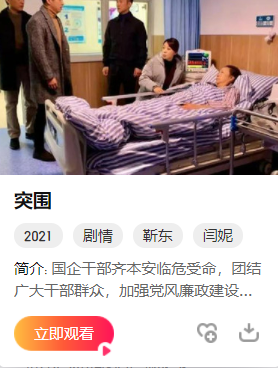 突围
2021 剧情 靳东 闫妮
简介: 国企干部齐本安临危受命，团结
广大干部群众，加强党风廉政建设...
立即观看